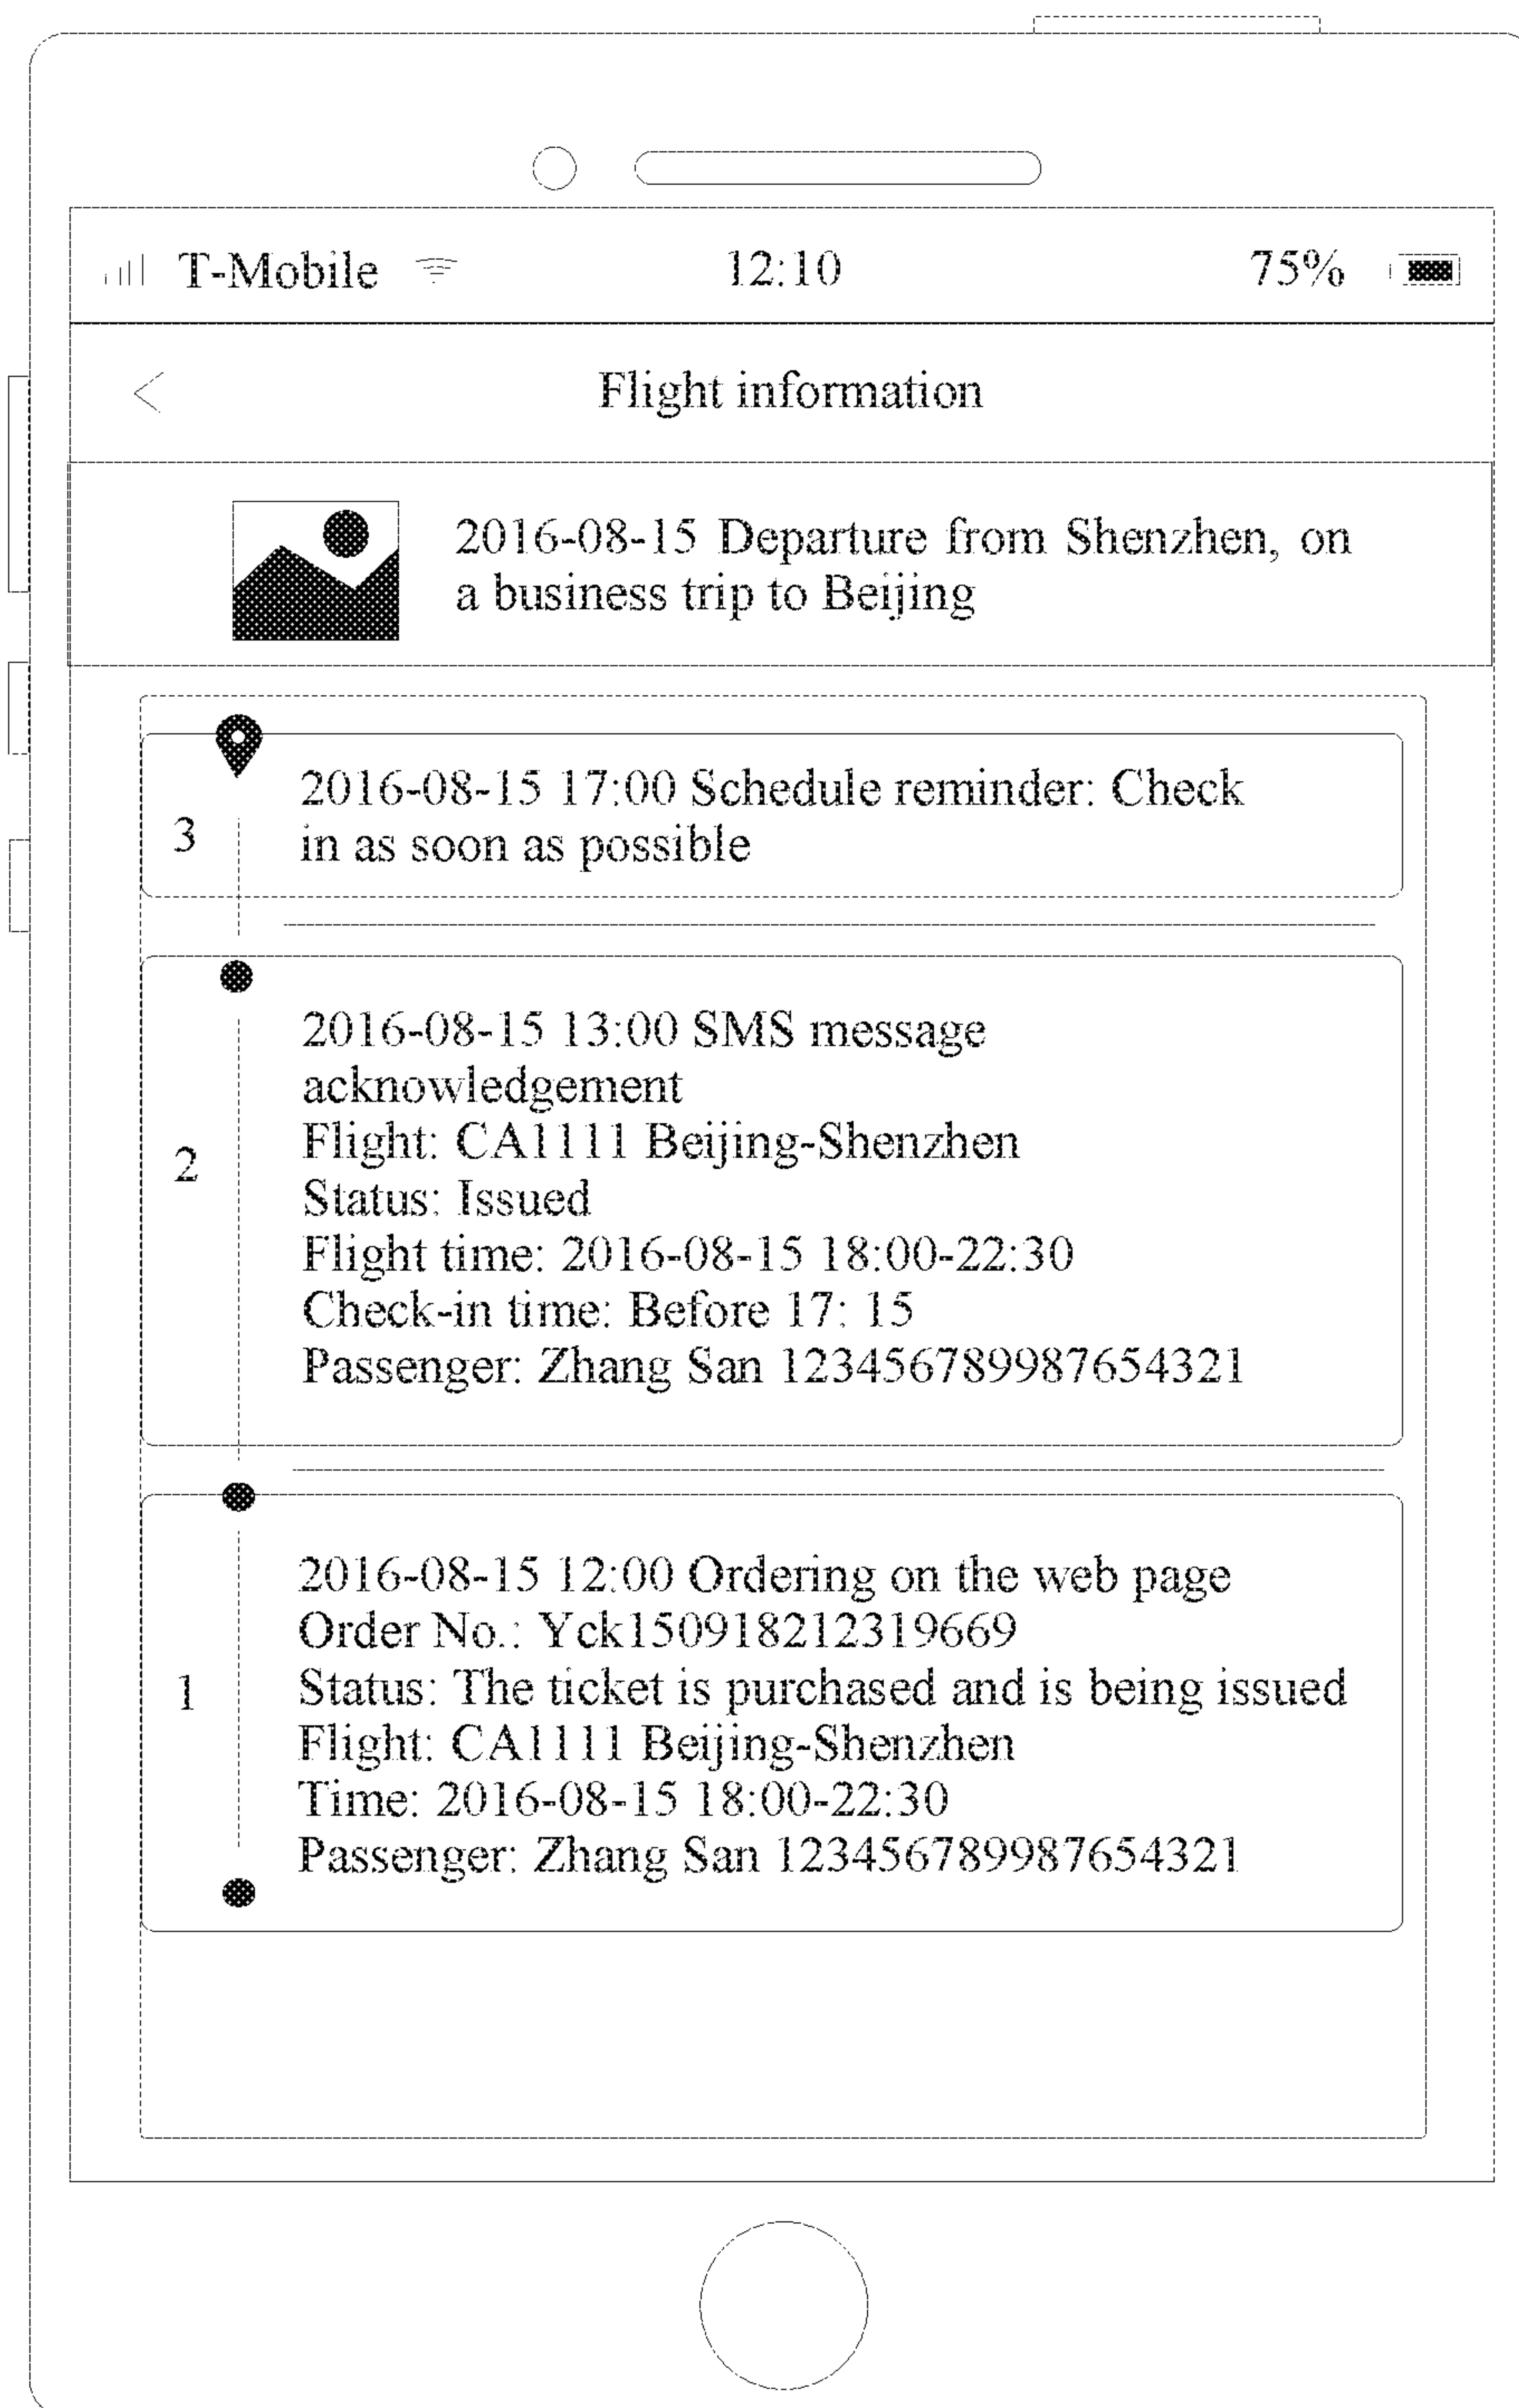 T-Mobile 12:10 75%
Flight information
2016-08-15 Departure from Shenzhen, on
a business trip to Beijing
3
2016-08-15 17:00 Schedule reminder: Check
in as soon as possible
2
2016-08-15 13:00 SMS message
acknowledgement
Flight: CA1111 Beijing-Shenzhen
Status: Issued
Flight time: 2016-08-15 18:00-22:30
Check-in time: Before 17: 15
Passenger: Zhang San 123456789987654321
1
2016-08-15 12:00 Ordering on the web page
Order No.: Yck150918212319669
Status: The ticket is purchased and is being issued
Flight: CA1111 Beijing-Shenzhen
Time: 2016-08-15 18:00-22:30
Passenger: Zhang San 123456789987654321